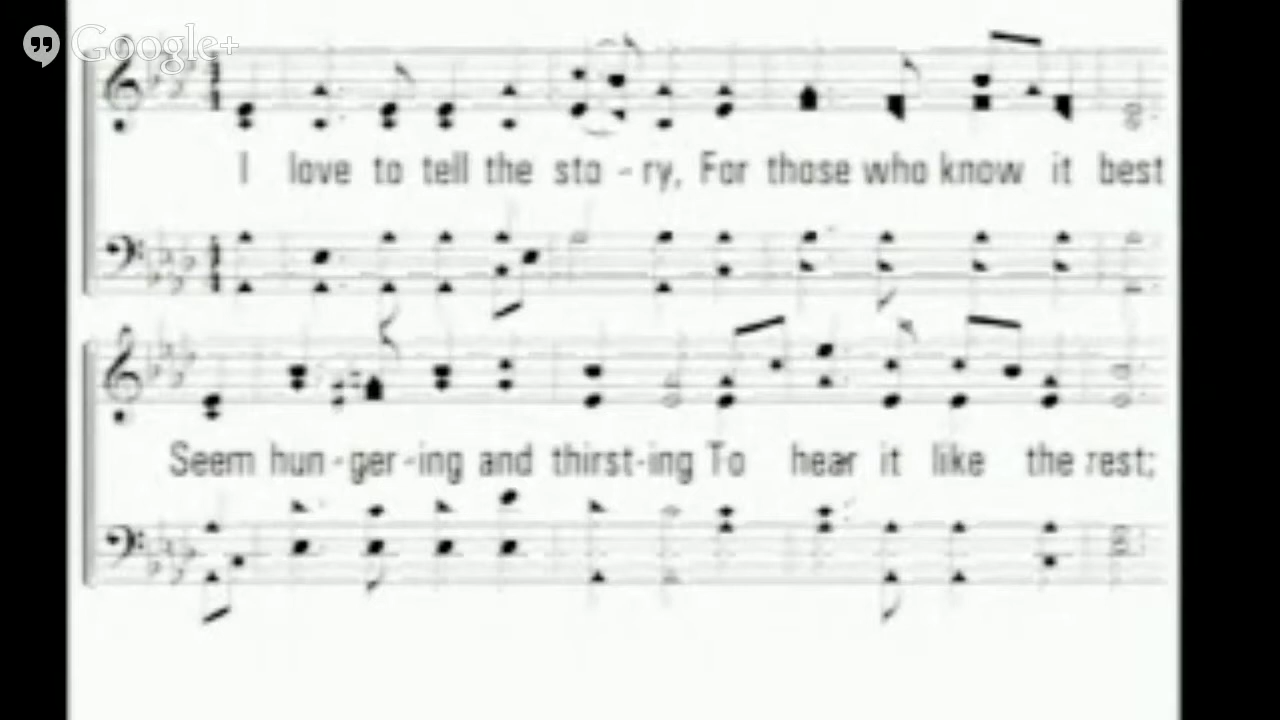 Google+
I love to tell the sto - ry, For those who know it best
Seem hun - ger - ing and thirst - ing To hear it like the rest;